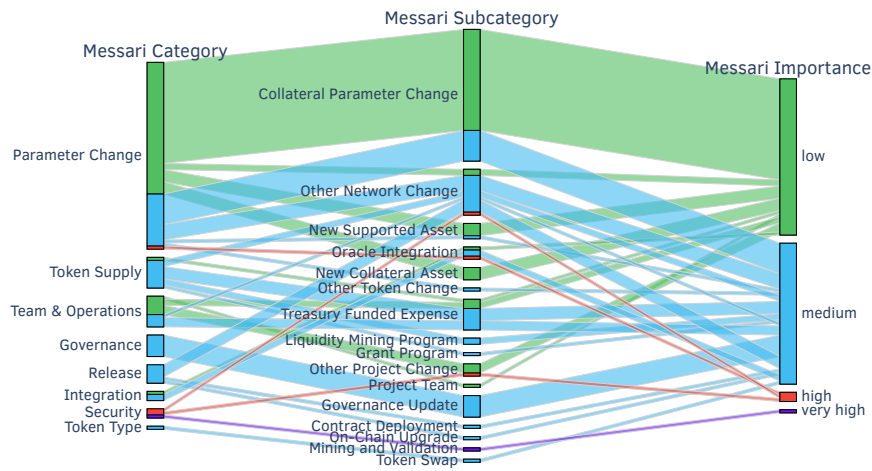 Messari Category
Messari Subcategory
Messari Importance
Parameter Change
Token Supply
Team & Operations
Governance
Release
Integration
Security
Token Type
Collateral Parameter Change
Other Network Change
New Supported Asset
Oracle Integration
New Collateral Asset
Other Token Change
Treasury Funded Expense
Liquidity Mining Program
Grant Program
Other Project Change
Project Team
Governance Update
Contract Deployment
On-Chain Upgrade
Mining and Validation
Token Swap
low
medium
high
very high